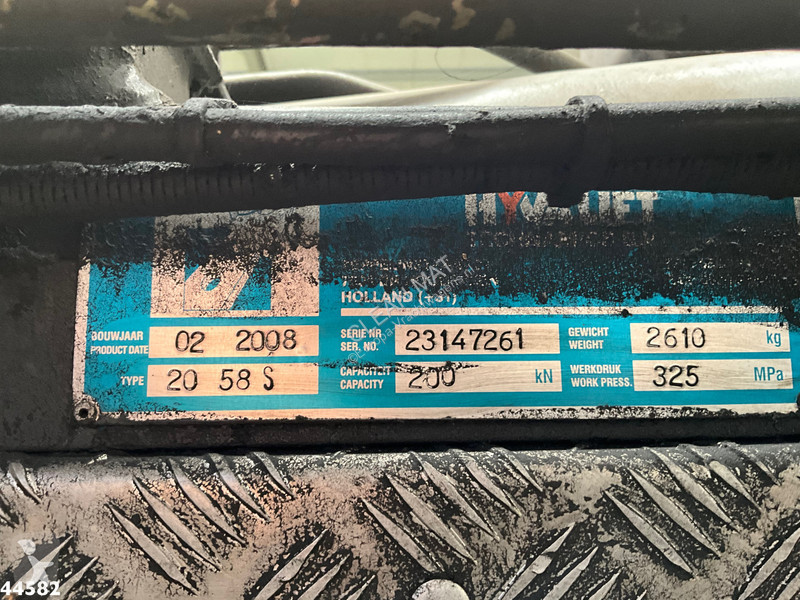 HOLLAND (+31)
BOUWJAAR
PRODUCT DATE
02 2008
SERIE NR.
SER. NO.
23147261
GEWICHT
WEIGHT
2610 kg
TYPE
20 58 S
CAPACITEIT
CAPACITY
200 kN
WERKDRUK
WORK PRESS.
325 MPa
44582